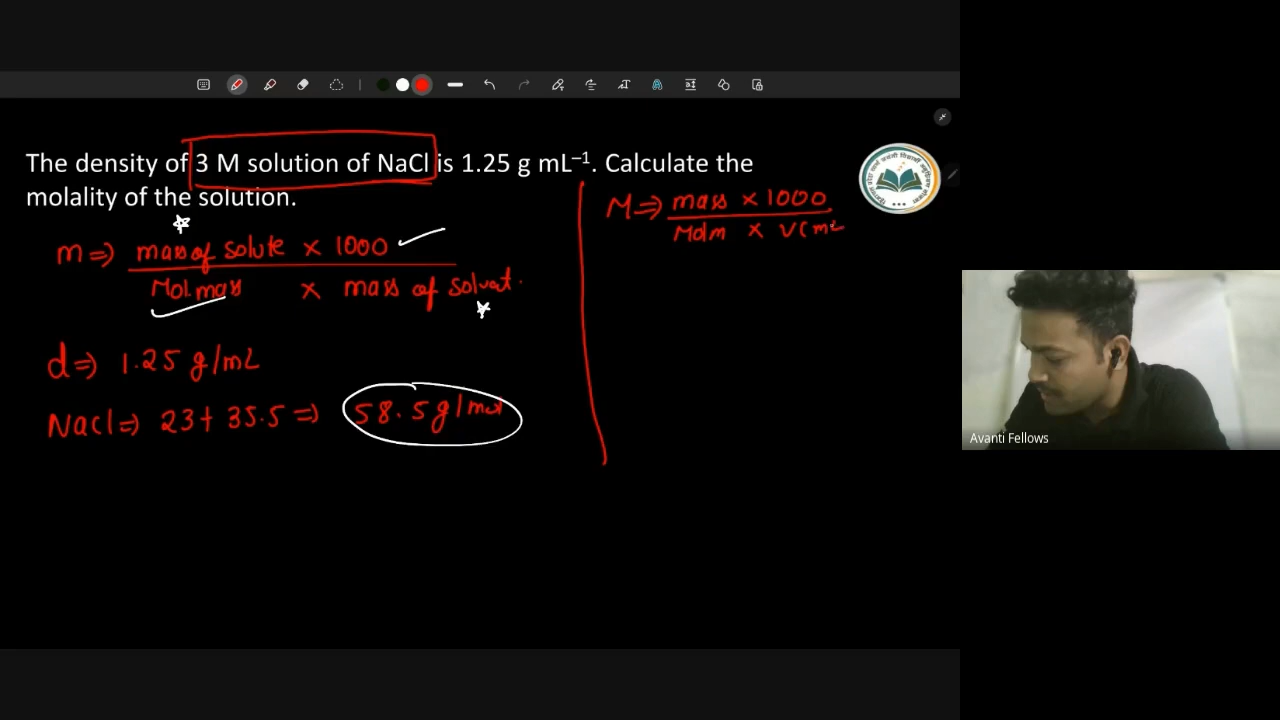 The density of 3 M solution of NaCl is 1.25 g mL⁻¹. Calculate the
molality of the solution.
m⇒ mass of solute × 1000
Mol. mass × mass of solvat.
d⇒ 1.25 g/mL
Nacl⇒ 23+ 35.5 ⇒ 58.5 g/mol
M⇒ mass × 1000
Molm × V(mL
Avanti Fellows